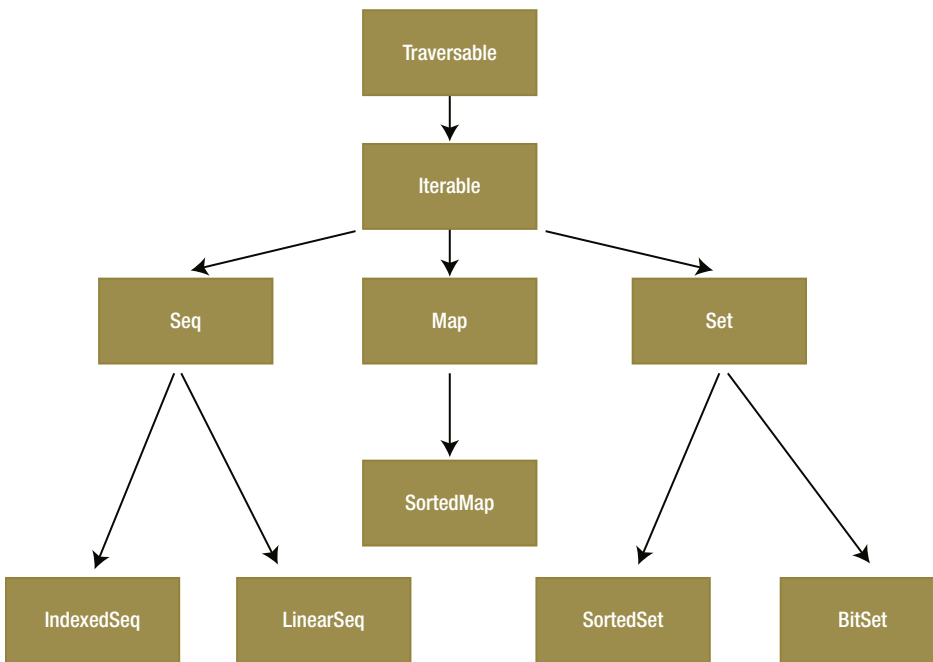 Traversable
Iterable
Seq
Map
Set
SortedMap
IndexedSeq
LinearSeq
SortedSet
BitSet